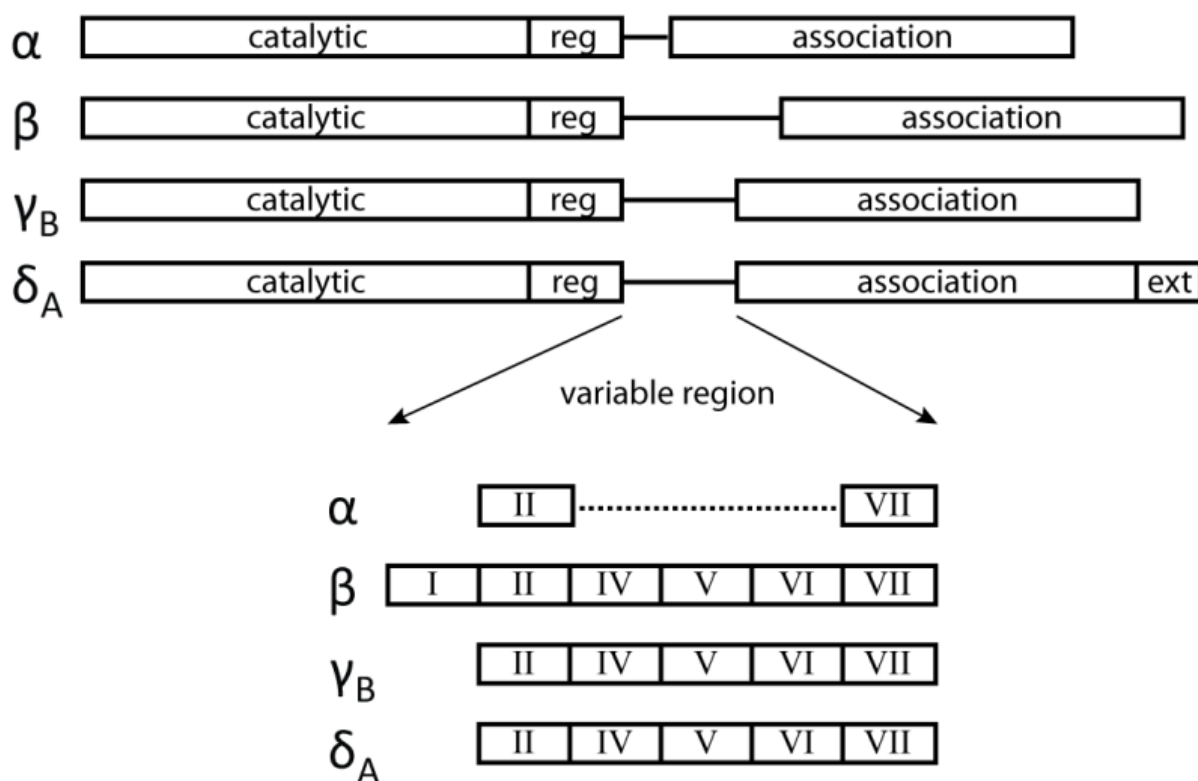 α catalytic reg association
β catalytic reg association
γB catalytic reg association
δA catalytic reg association ext
variable region
α II VII
β I II IV V VI VII
γB II IV V VI VII
δA II IV V VI VII